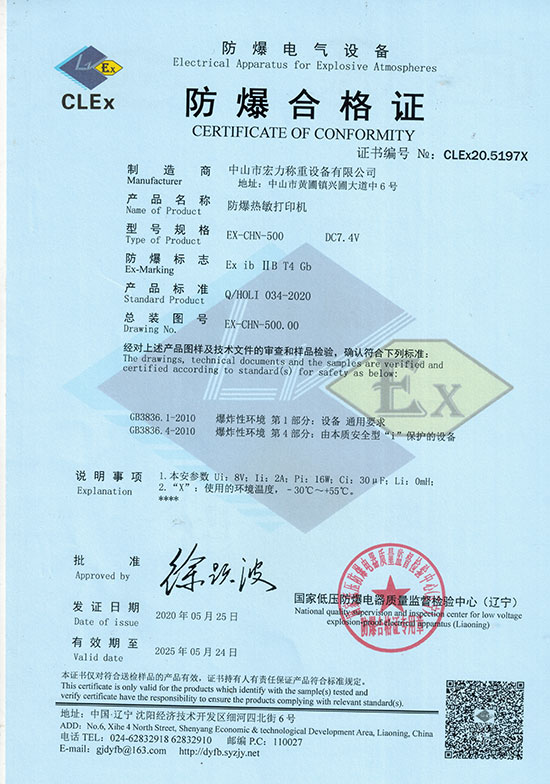 Ex
CLEx
防爆电气设备
Electrical Apparatus for Explosive Atmospheres
防爆合格证
CERTIFICATE OF CONFORMITY
证书编号 №: CLEx20.5197X
制造商 中山市宏力称重设备有限公司
Manufacturer 地址: 中山市黄圃镇兴圃大道中6号
产品名称 防爆热敏打印机
Name of Product
型号规格 EX-CHN-500 DC7.4V
Type of Product
防爆标志 Ex ib ⅡB T4 Gb
Ex-Marking
产品标准 Q/HOLI 034-2020
Standard Product
总装图号 EX-CHN-500.00
Drawing No.
经对上述产品图样及技术文件的审查和样品检验，确认符合下列标准:
The drawings, technical documents and the samples are verified and
certified according to standard(s) for safety as below:
Ex
GB3836.1-2010 爆炸性环境 第1部分: 设备 通用要求
GB3836.4-2010 爆炸性环境 第4部分: 由本质安全型“i”保护的设备
说明事项 1.本安参数 Ui: 8V; Ii: 2A; Pi: 16W; Ci: 30μF; Li: 0mH;
Explanation 2.“X”: 使用的环境温度, -30℃~+55℃.
****
批准
Approved by
发证日期 2020年05月25日
Date of issue
有效期至 2025年05月24日
Valid date
国家低压防爆电器质量监督检验中心（辽宁）
National quality supervision and inspection center for low voltage
explosion-proof electrical apparatus (Liaoning)
防爆合格证专用章
本证书仅对符合送检样品的产品有效，证书持有人有责任保证产品符合标准规定。
This certificate is only valid for the products which identify with the sample(s) tested and
verify certificate have the responsibility to ensure the products complying with relevant standard(s).
地址: 中国·辽宁 沈阳经济技术开发区细河四北街6号
ADD: No.6, Xihe 4 North Street, Shenyang Economic & technological Development Area, Liaoning, China
电话 TEL: 024-62832918 62832910 邮编 P.C: 110027
E-mail: gjdyfb@163.com http://dyfb.syzjy.net